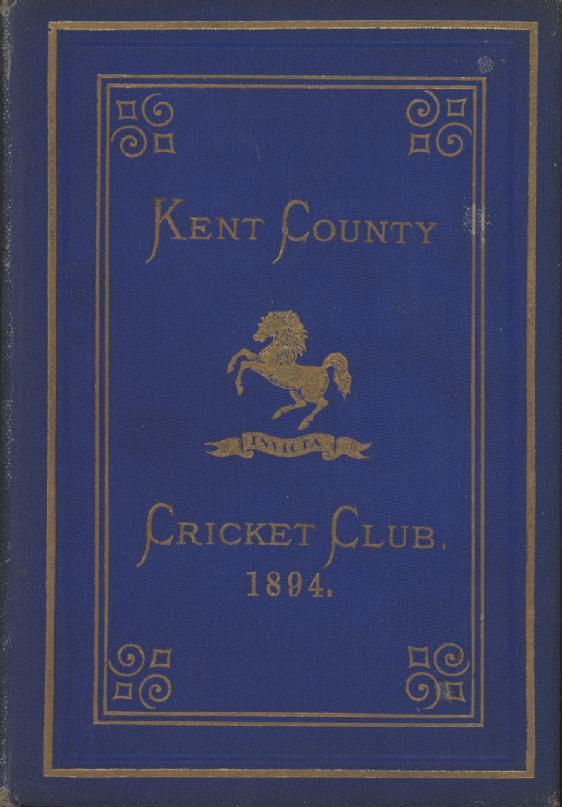 KENT COUNTY
INVICTA
CRICKET CLUB.
1894.